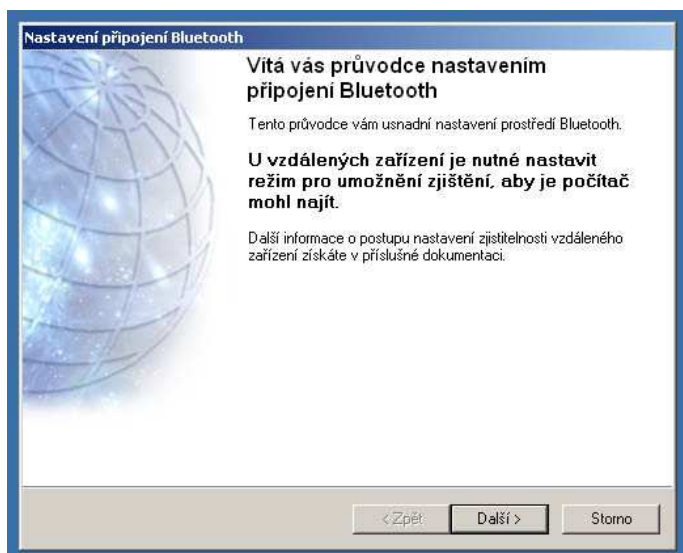 Nastavení připojení Bluetooth
Vítá vás průvodce nastavením
připojení Bluetooth
Tento průvodce vám usnadní nastavení prostředí Bluetooth.
U vzdálených zařízení je nutné nastavit
režim pro umožnění zjištění, aby je počítač
mohl najít.
Další informace o postupu nastavení zjistitelnosti vzdáleného
zařízení získáte v příslušné dokumentaci.
< Zpět Další > Storno